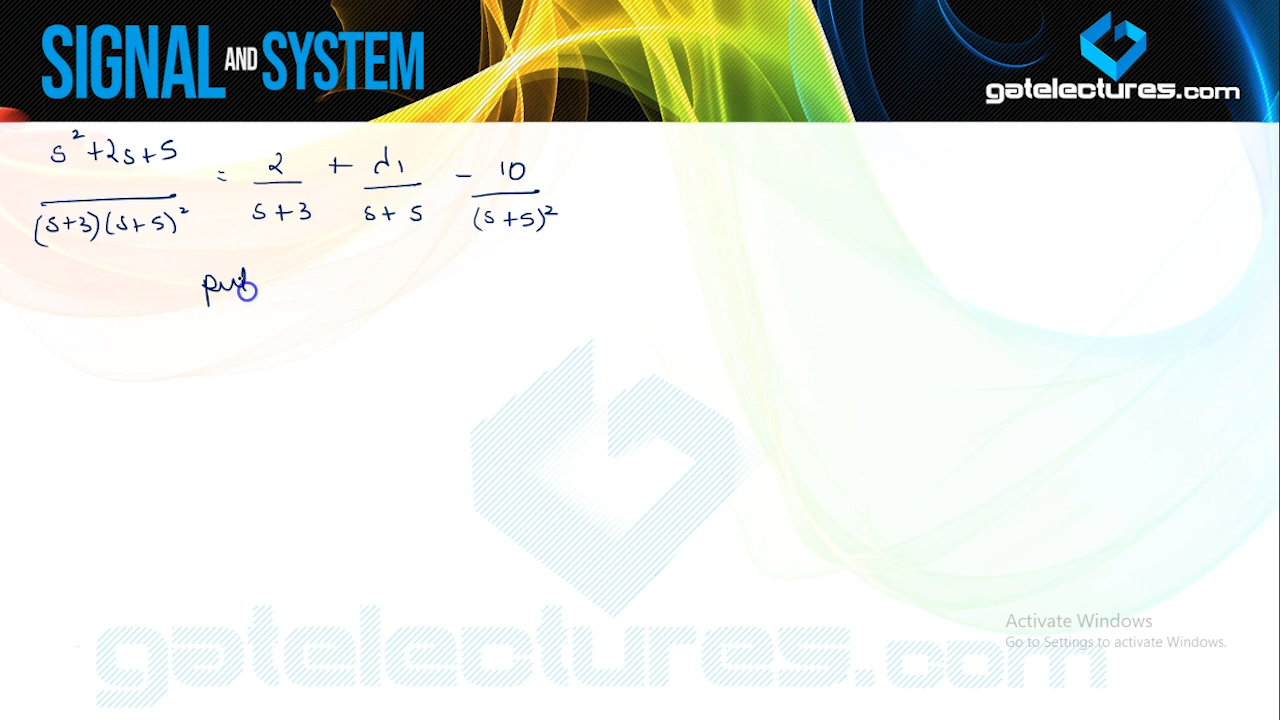 SIGNAL AND SYSTEM
gatelectures.com
s²+2s+5 / (s+3)(s+5)² = 2 / s+3 + λ₁ / s+5 - 10 / (s+5)²
put
gatelectures.com
Activate Windows
Go to Settings to activate Windows.